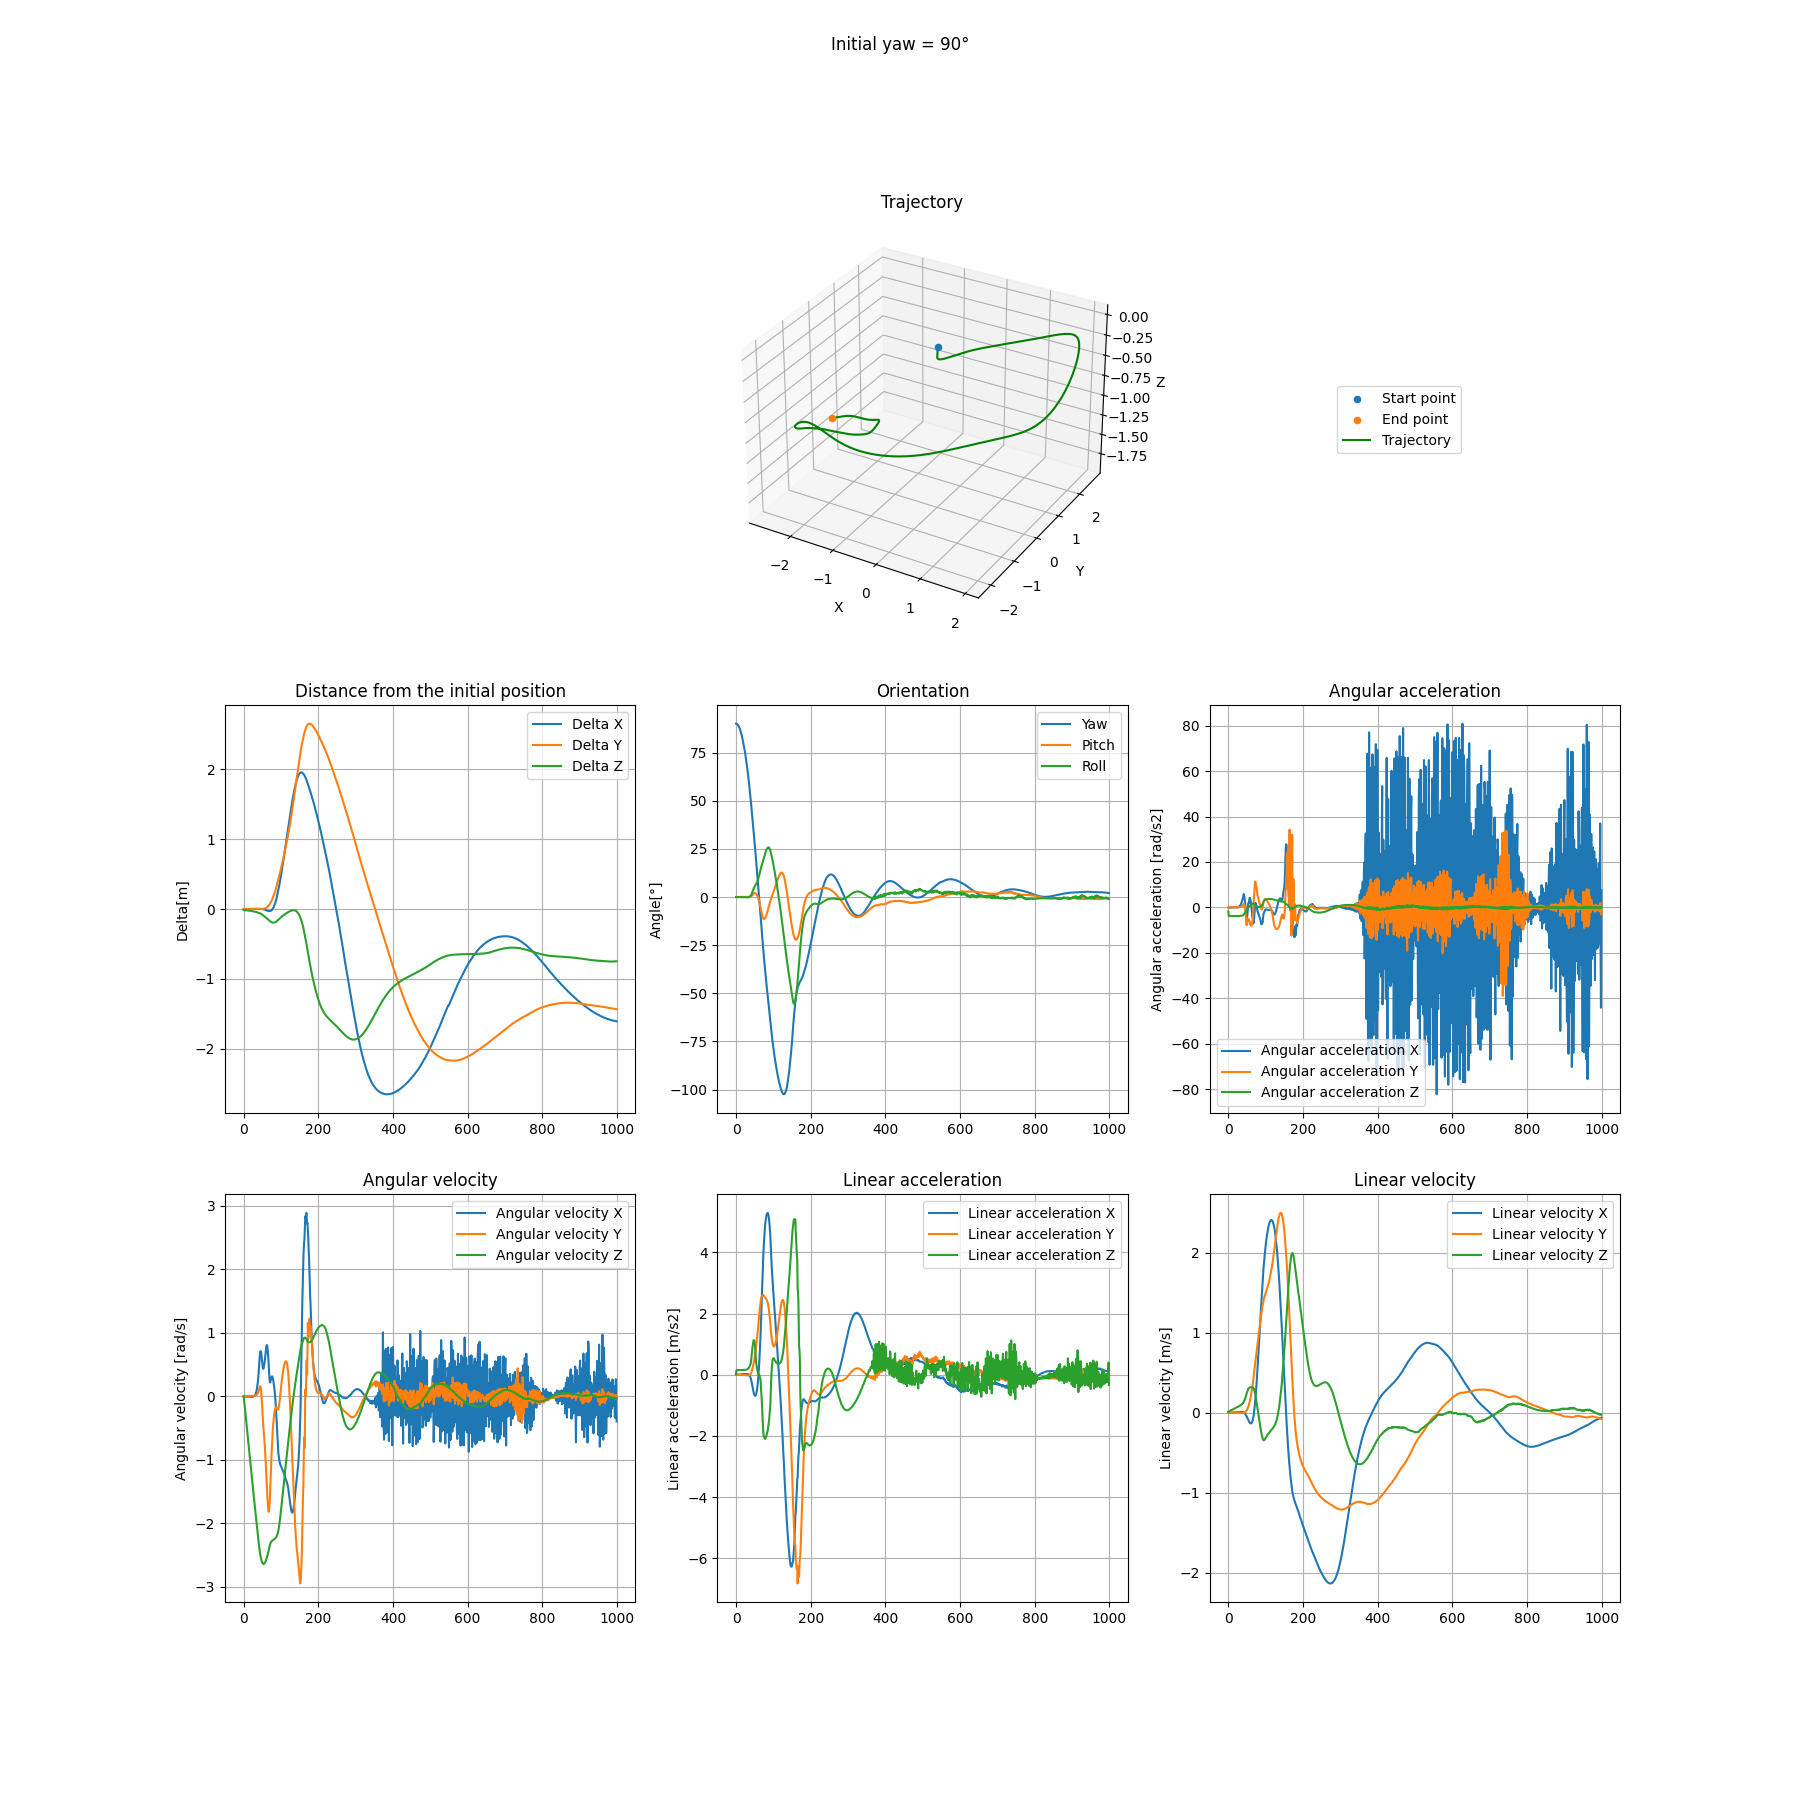 Initial yaw = 90°
Trajectory
0.00
−0.25
−0.50
−0.75
−1.00
−1.25
−1.50
−1.75
Z
−2
−1
0
1
2
X
−2
−1
0
1
2
Y
Start point
End point
Trajectory
Distance from the initial position
Delta[m]
2
1
0
−1
−2
0 200 400 600 800 1000
Delta X
Delta Y
Delta Z
Orientation
Angle[°]
75
50
25
0
−25
−50
−75
−100
0 200 400 600 800 1000
Yaw
Pitch
Roll
Angular acceleration
Angular acceleration [rad/s2]
80
60
40
20
0
−20
−40
−60
−80
0 200 400 600 800 1000
Angular acceleration X
Angular acceleration Y
Angular acceleration Z
Angular velocity
Angular velocity [rad/s]
3
2
1
0
−1
−2
−3
0 200 400 600 800 1000
Angular velocity X
Angular velocity Y
Angular velocity Z
Linear acceleration
Linear acceleration [m/s2]
4
2
0
−2
−4
−6
0 200 400 600 800 1000
Linear acceleration X
Linear acceleration Y
Linear acceleration Z
Linear velocity
Linear velocity [m/s]
2
1
0
−1
−2
0 200 400 600 800 1000
Linear velocity X
Linear velocity Y
Linear velocity Z